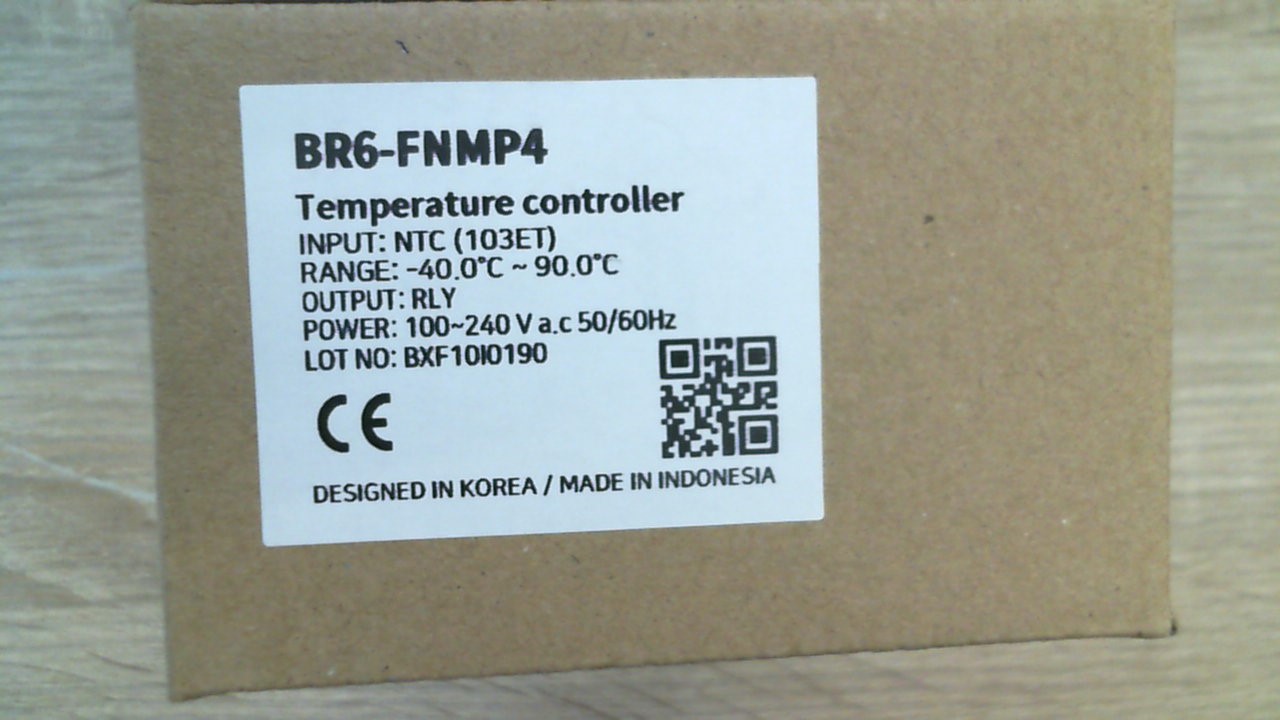 BR6-FNMP4
Temperature controller
INPUT: NTC (103ET)
RANGE: -40.0°C ~ 90.0°C
OUTPUT: RLY
POWER: 100~240 V a.c 50/60Hz
LOT NO: BXF10I0190
CE
DESIGNED IN KOREA / MADE IN INDONESIA